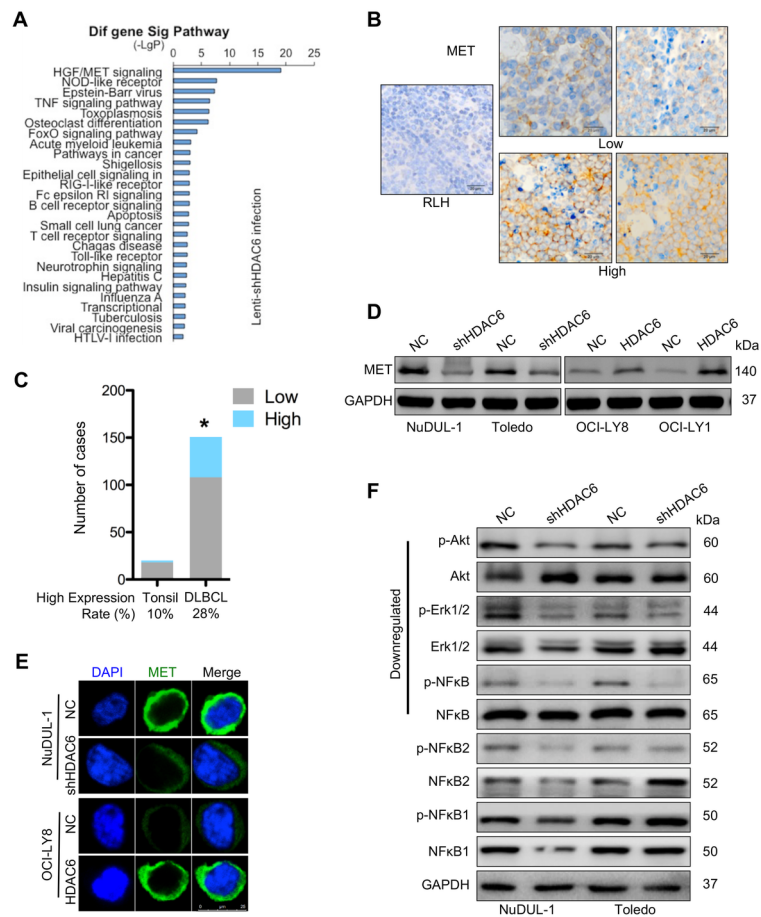 A
Dif gene Sig Pathway
(-LgP)
0 5 10 15 20 25
HGF/MET signaling
NOD-like receptor
Epstein-Barr virus
TNF signaling pathway
Toxoplasmosis
Osteoclast differentiation
FoxO signaling pathway
Acute myeloid leukemia
Pathways in cancer
Shigellosis
Epithelial cell signaling in
RIG-I-like receptor
Fc epsilon RI signaling
B cell receptor signaling
Apoptosis
Small cell lung cancer
T cell receptor signaling
Chagas disease
Toll-like receptor
Neurotrophin signaling
Hepatitis C
Insulin signaling pathway
Influenza A
Transcriptional
Tuberculosis
Viral carcinogenesis
HTLV-I infection
Lenti-shHDAC6 infection
B
MET
RLH
Low
High
C
Number of cases
200
150
100
50
0
Low
High
*
High Expression Tonsil DLBCL
Rate (%) 10% 28%
D
NC shHDAC6 NC shHDAC6 NC HDAC6 NC HDAC6 kDa
MET 140
GAPDH 37
NuDUL-1 Toledo OCI-LY8 OCI-LY1
E
DAPI MET Merge
NuDUL-1
NC
shHDAC6
OCI-LY8
NC
HDAC6
F
NC shHDAC6 NC shHDAC6 kDa
Downregulated
p-Akt 60
Akt 60
p-Erk1/2 44
Erk1/2 44
p-NFκB 65
NFκB 65
p-NFκB2 52
NFκB2 52
p-NFκB1 50
NFκB1 50
GAPDH 37
NuDUL-1 Toledo